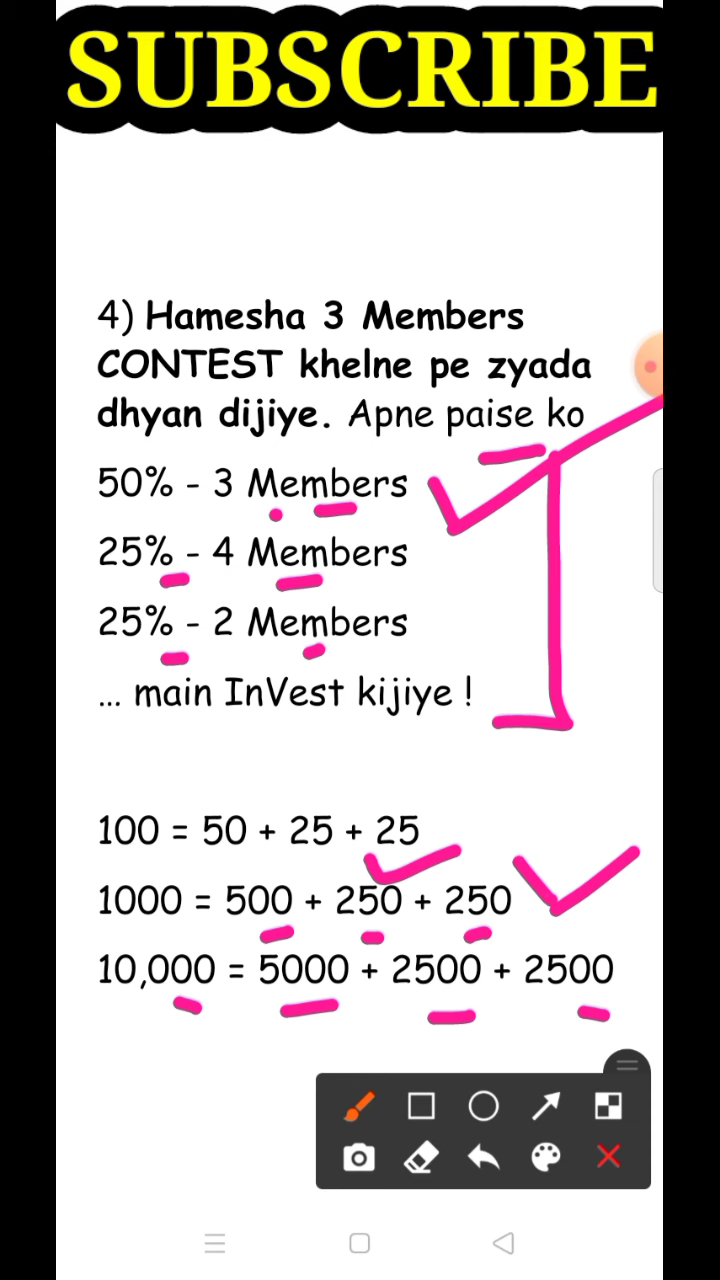 SUBSCRIBE
4) Hamesha 3 Members
CONTEST khelne pe zyada
dhyan dijiye. Apne paise ko
50% - 3 Members
25% - 4 Members
25% - 2 Members
... main InVest kijiye !
100 = 50 + 25 + 25
1000 = 500 + 250 + 250
10,000 = 5000 + 2500 + 2500